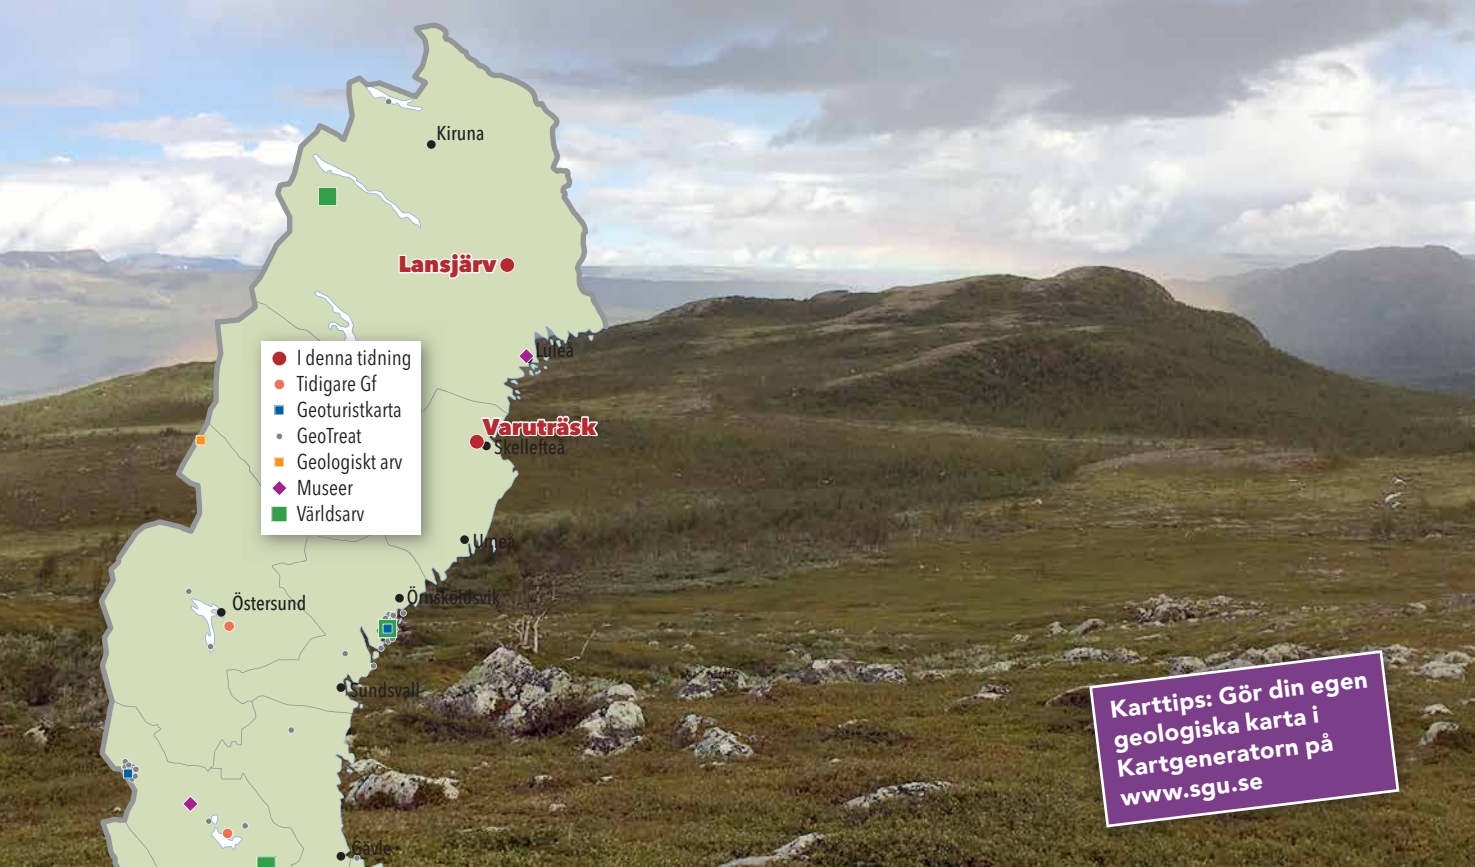 Kiruna
Lansjärv
Luleå
I denna tidning
Tidigare Gf
Geoturistkarta
GeoTreat
Geologiskt arv
Museer
Världsarv
Varuträsk
Skellefteå
Umeå
Örnsköldsvik
Östersund
Sundsvall
Gävle
Karttips: Gör din egen
geologiska karta i
Kartgeneratorn på
www.sgu.se